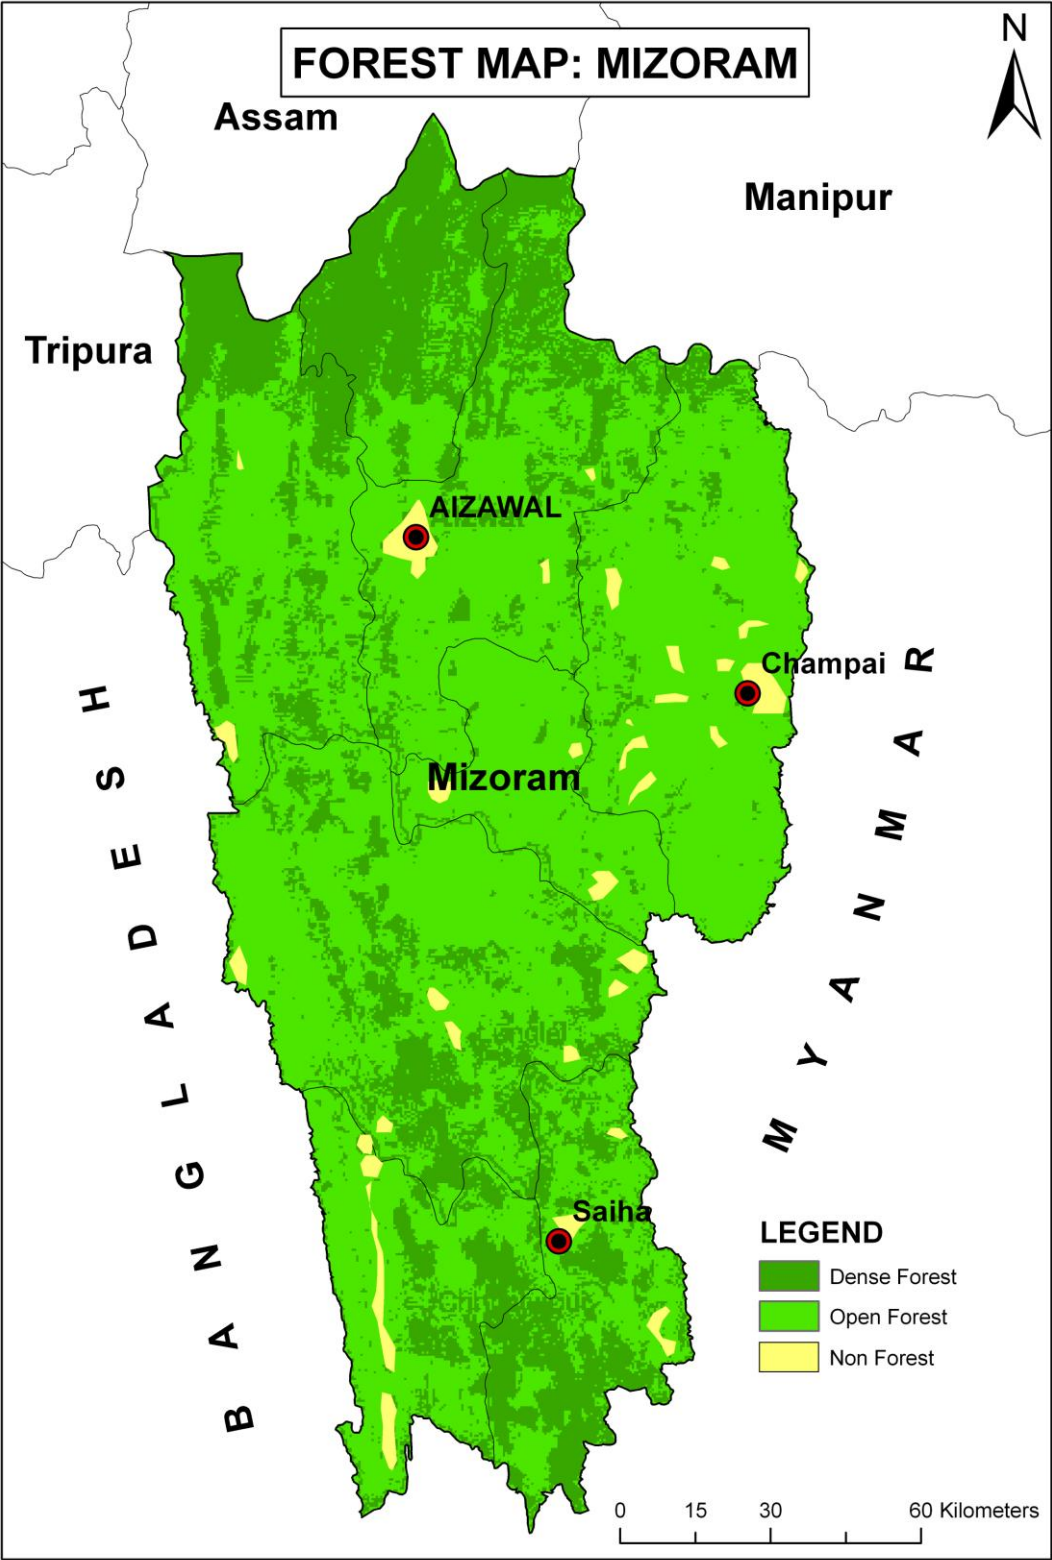 FOREST MAP: MIZORAM
N
Assam
Manipur
Tripura
AIZAWAL
Champai
Mizoram
BANGLADESH
MYANMAR
Saiha
LEGEND
Dense Forest
Open Forest
Non Forest
0 15 30 60 Kilometers